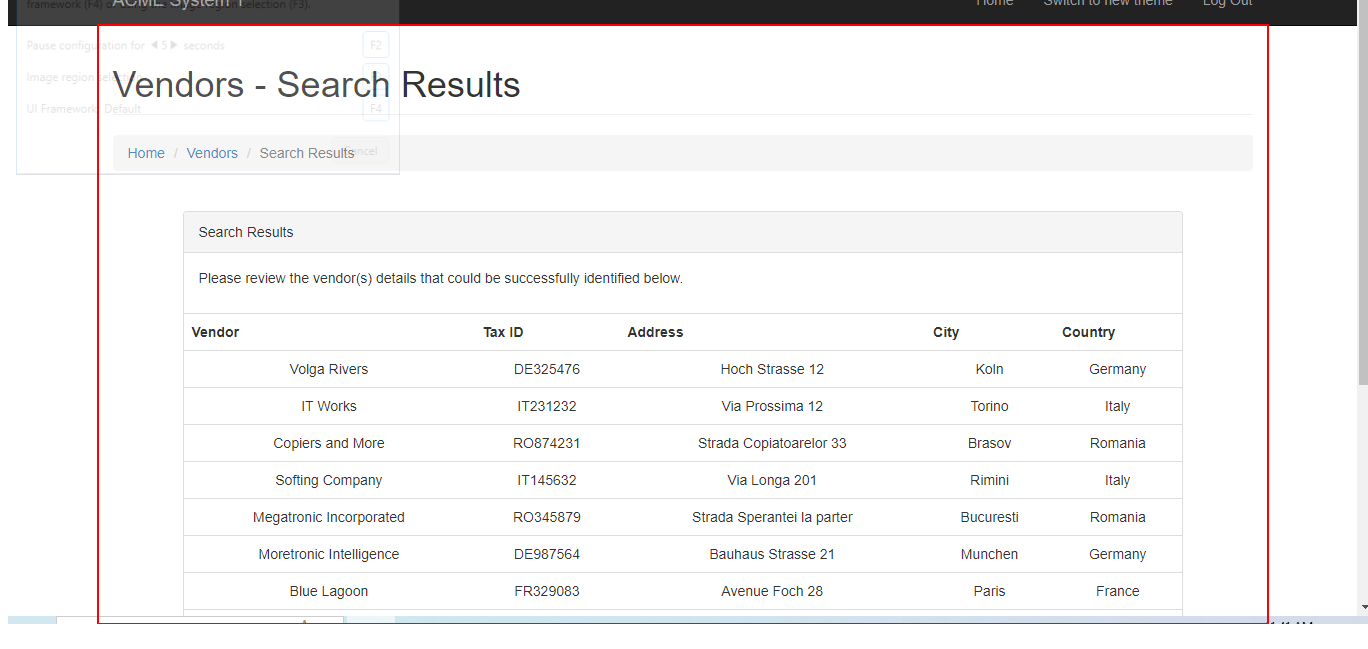 framework (F4) or
region selection (F3).
ACME System 1
Home Switch to new theme Log Out
Pause configuration for 5 seconds F2
Image region selection
UI Framework: Default F4
Vendors - Search Results
Home / Vendors / Search Results
Search Results
Please review the vendor(s) details that could be successfully identified below.
Vendor Tax ID Address City Country
Volga Rivers DE325476 Hoch Strasse 12 Koln Germany
IT Works IT231232 Via Prossima 12 Torino Italy
Copiers and More RO874231 Strada Copiatoarelor 33 Brasov Romania
Softing Company IT145632 Via Longa 201 Rimini Italy
Megatronic Incorporated RO345879 Strada Sperantei la parter Bucuresti Romania
Moretronic Intelligence DE987564 Bauhaus Strasse 21 Munchen Germany
Blue Lagoon FR329083 Avenue Foch 28 Paris France